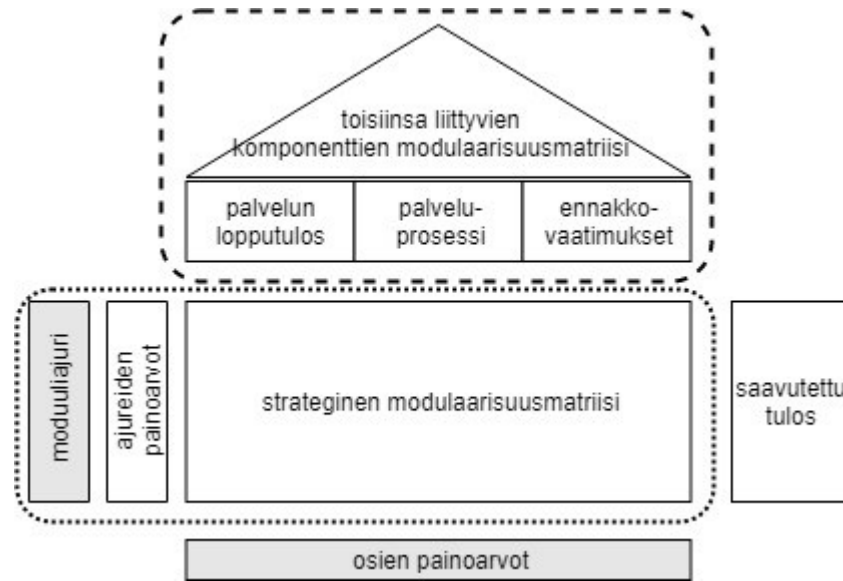 toisiinsa liittyvien
komponenttien modulaarisuusmatriisi
palvelun
lopputulos
palvelu-
prosessi
ennakko-
vaatimukset
moduuliajuri
ajureiden
painoarvot
strateginen modulaarisuusmatriisi
saavutettu
tulos
osien painoarvot